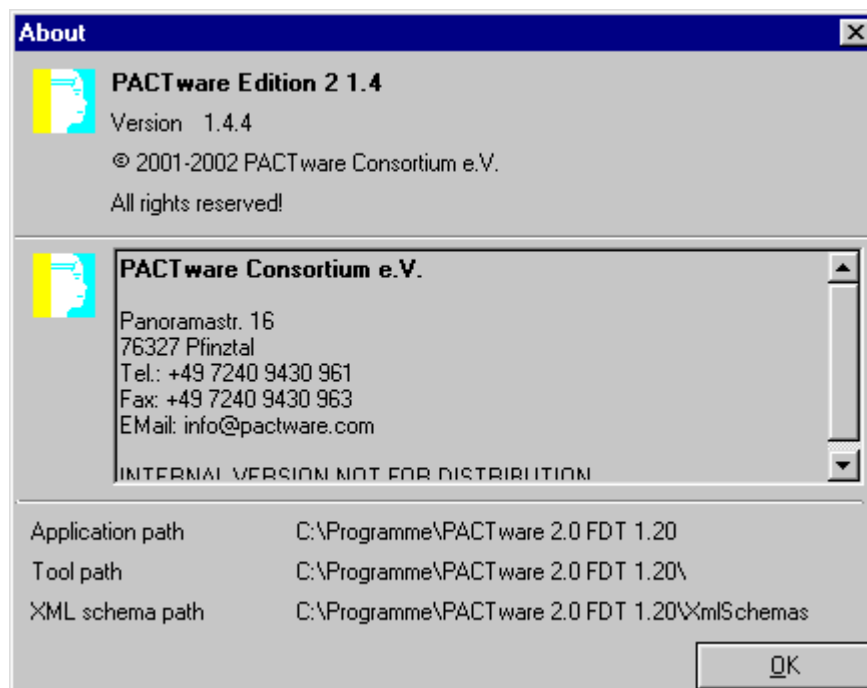 About
PACTware Edition 2 1.4
Version 1.4.4
© 2001-2002 PACTware Consortium e.V.
All rights reserved!
PACTware Consortium e.V.
Panoramastr. 16
76327 Pfinztal
Tel.: +49 7240 9430 961
Fax: +49 7240 9430 963
EMail: info@pactware.com
INTERNAL VERSION NOT FOR DISTRIBUTION
Application path C:\Programme\PACTware 2.0 FDT 1.20
Tool path C:\Programme\PACTware 2.0 FDT 1.20\
XML schema path C:\Programme\PACTware 2.0 FDT 1.20\XmlSchemas
OK